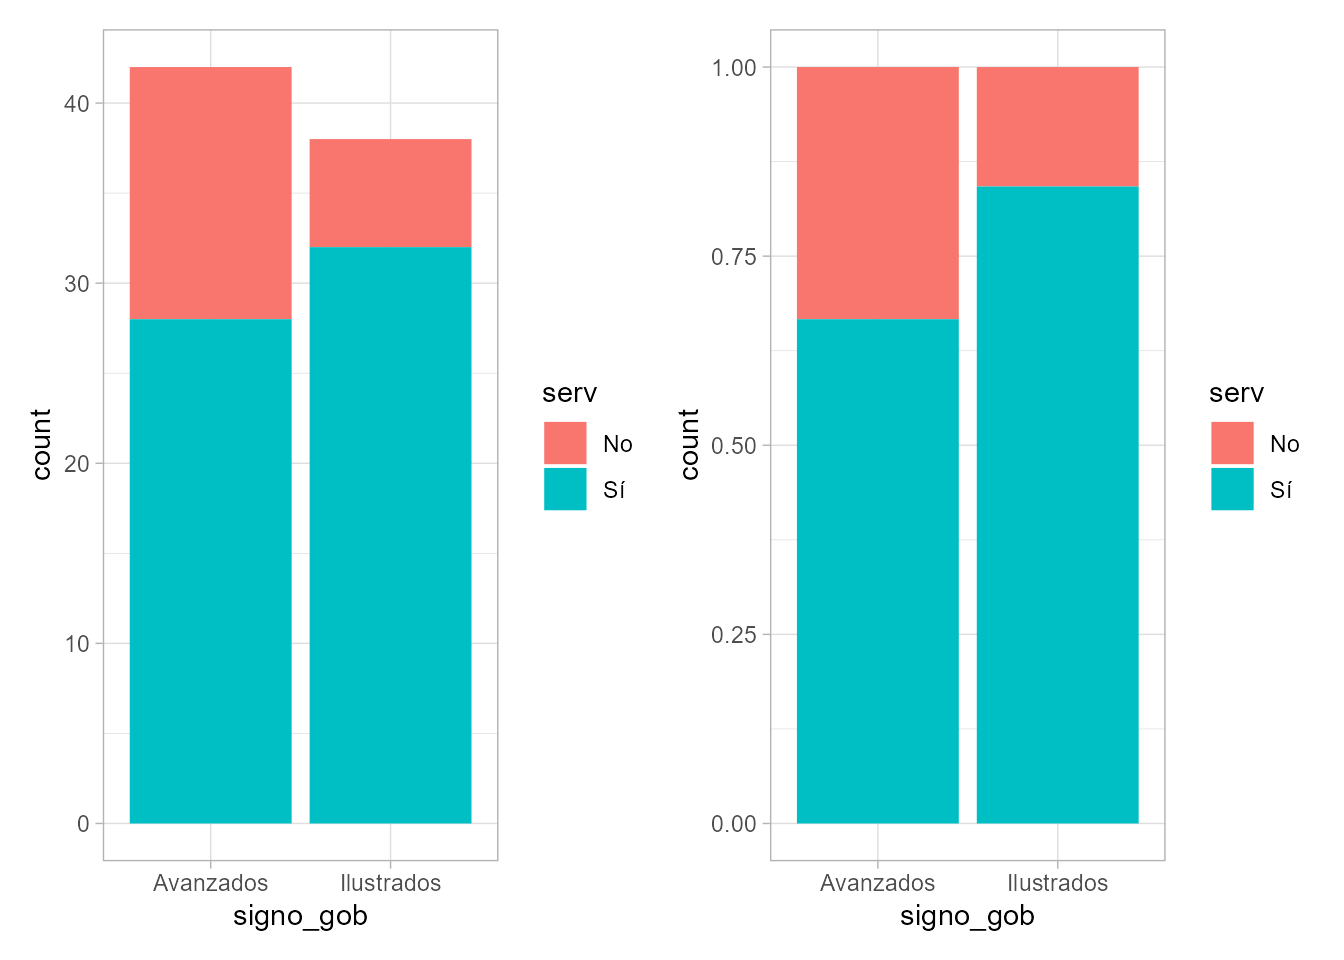 40
30
20
10
0
count
Avanzados
Ilustrados
signo_gob
serv
No
Sí
1.00
0.75
0.50
0.25
0.00
count
Avanzados
Ilustrados
signo_gob
serv
No
Sí